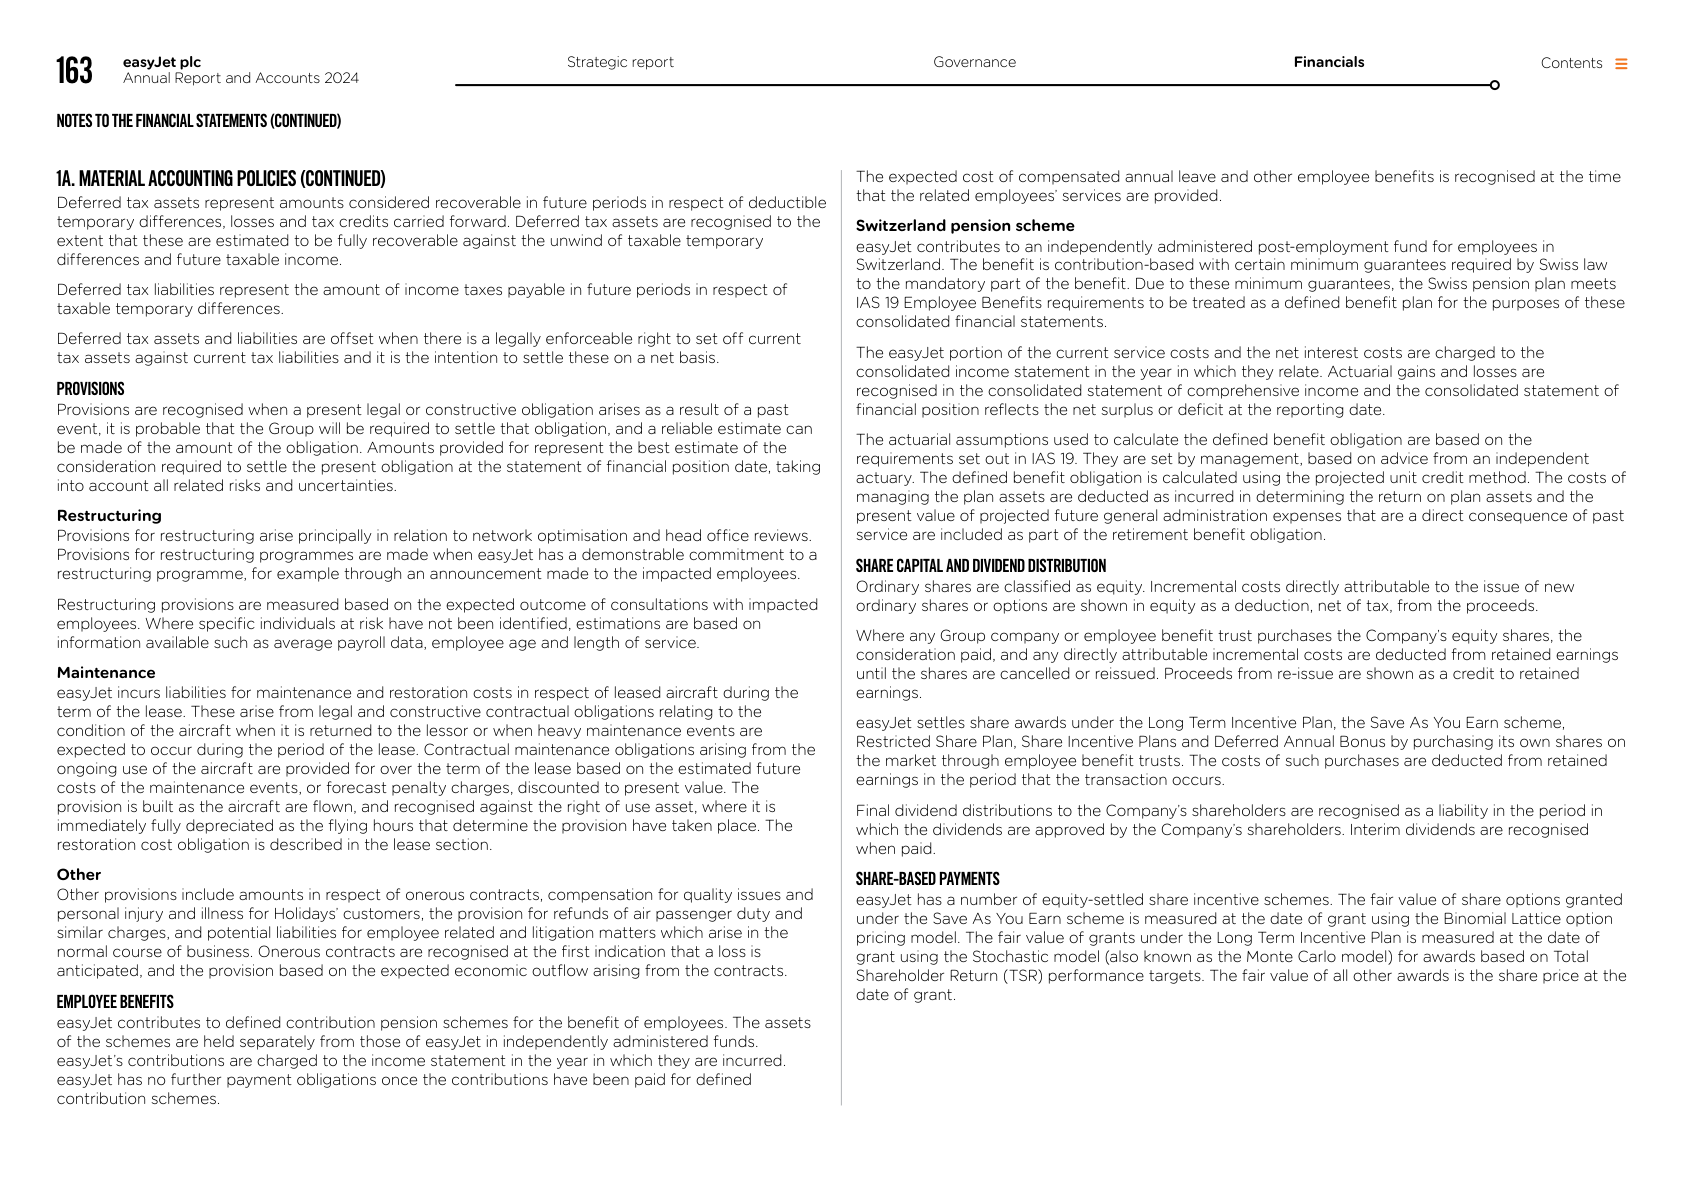 163
easyJet plc
Annual Report and Accounts 2024
Strategic report
Governance
Financials
Contents
NOTES TO THE FINANCIAL STATEMENTS (CONTINUED)
1A. MATERIAL ACCOUNTING POLICIES (CONTINUED)
Deferred tax assets represent amounts considered recoverable in future periods in respect of deductible
temporary differences, losses and tax credits carried forward. Deferred tax assets are recognised to the
extent that these are estimated to be fully recoverable against the unwind of taxable temporary
differences and future taxable income.
Deferred tax liabilities represent the amount of income taxes payable in future periods in respect of
taxable temporary differences.
Deferred tax assets and liabilities are offset when there is a legally enforceable right to set off current
tax assets against current tax liabilities and it is the intention to settle these on a net basis.
PROVISIONS
Provisions are recognised when a present legal or constructive obligation arises as a result of a past
event, it is probable that the Group will be required to settle that obligation, and a reliable estimate can
be made of the amount of the obligation. Amounts provided for represent the best estimate of the
consideration required to settle the present obligation at the statement of financial position date, taking
into account all related risks and uncertainties.
Restructuring
Provisions for restructuring arise principally in relation to network optimisation and head office reviews.
Provisions for restructuring programmes are made when easyJet has a demonstrable commitment to a
restructuring programme, for example through an announcement made to the impacted employees.
Restructuring provisions are measured based on the expected outcome of consultations with impacted
employees. Where specific individuals at risk have not been identified, estimations are based on
information available such as average payroll data, employee age and length of service.
Maintenance
easyJet incurs liabilities for maintenance and restoration costs in respect of leased aircraft during the
term of the lease. These arise from legal and constructive contractual obligations relating to the
condition of the aircraft when it is returned to the lessor or when heavy maintenance events are
expected to occur during the period of the lease. Contractual maintenance obligations arising from the
ongoing use of the aircraft are provided for over the term of the lease based on the estimated future
costs of the maintenance events, or forecast penalty charges, discounted to present value. The
provision is built as the aircraft are flown, and recognised against the right of use asset, where it is
immediately fully depreciated as the flying hours that determine the provision have taken place. The
restoration cost obligation is described in the lease section.
Other
Other provisions include amounts in respect of onerous contracts, compensation for quality issues and
personal injury and illness for Holidays' customers, the provision for refunds of air passenger duty and
similar charges, and potential liabilities for employee related and litigation matters which arise in the
normal course of business. Onerous contracts are recognised at the first indication that a loss is
anticipated, and the provision based on the expected economic outflow arising from the contracts.
EMPLOYEE BENEFITS
easyJet contributes to defined contribution pension schemes for the benefit of employees. The assets
of the schemes are held separately from those of easyJet in independently administered funds.
easyJet's contributions are charged to the income statement in the year in which they are incurred.
easyJet has no further payment obligations once the contributions have been paid for defined
contribution schemes.
The expected cost of compensated annual leave and other employee benefits is recognised at the time
that the related employees' services are provided.
Switzerland pension scheme
easyJet contributes to an independently administered post-employment fund for employees in
Switzerland. The benefit is contribution-based with certain minimum guarantees required by Swiss law
to the mandatory part of the benefit. Due to these minimum guarantees, the Swiss pension plan meets
IAS 19 Employee Benefits requirements to be treated as a defined benefit plan for the purposes of these
consolidated financial statements.
The easyJet portion of the current service costs and the net interest costs are charged to the
consolidated income statement in the year in which they relate. Actuarial gains and losses are
recognised in the consolidated statement of comprehensive income and the consolidated statement of
financial position reflects the net surplus or deficit at the reporting date.
The actuarial assumptions used to calculate the defined benefit obligation are based on the
requirements set out in IAS 19. They are set by management, based on advice from an independent
actuary. The defined benefit obligation is calculated using the projected unit credit method. The costs of
managing the plan assets are deducted as incurred in determining the return on plan assets and the
present value of projected future general administration expenses that are a direct consequence of past
service are included as part of the retirement benefit obligation.
SHARE CAPITAL AND DIVIDEND DISTRIBUTION
Ordinary shares are classified as equity. Incremental costs directly attributable to the issue of new
ordinary shares or options are shown in equity as a deduction, net of tax, from the proceeds.
Where any Group company or employee benefit trust purchases the Company's equity shares, the
consideration paid, and any directly attributable incremental costs are deducted from retained earnings
until the shares are cancelled or reissued. Proceeds from re-issue are shown as a credit to retained
earnings.
easyJet settles share awards under the Long Term Incentive Plan, the Save As You Earn scheme,
Restricted Share Plan, Share Incentive Plans and Deferred Annual Bonus by purchasing its own shares on
the market through employee benefit trusts. The costs of such purchases are deducted from retained
earnings in the period that the transaction occurs.
Final dividend distributions to the Company's shareholders are recognised as a liability in the period in
which the dividends are approved by the Company's shareholders. Interim dividends are recognised
when paid.
SHARE-BASED PAYMENTS
easyJet has a number of equity-settled share incentive schemes. The fair value of share options granted
under the Save As You Earn scheme is measured at the date of grant using the Binomial Lattice option
pricing model. The fair value of grants under the Long Term Incentive Plan is measured at the date of
grant using the Stochastic model (also known as the Monte Carlo model) for awards based on Total
Shareholder Return (TSR) performance targets. The fair value of all other awards is the share price at the
date of grant.